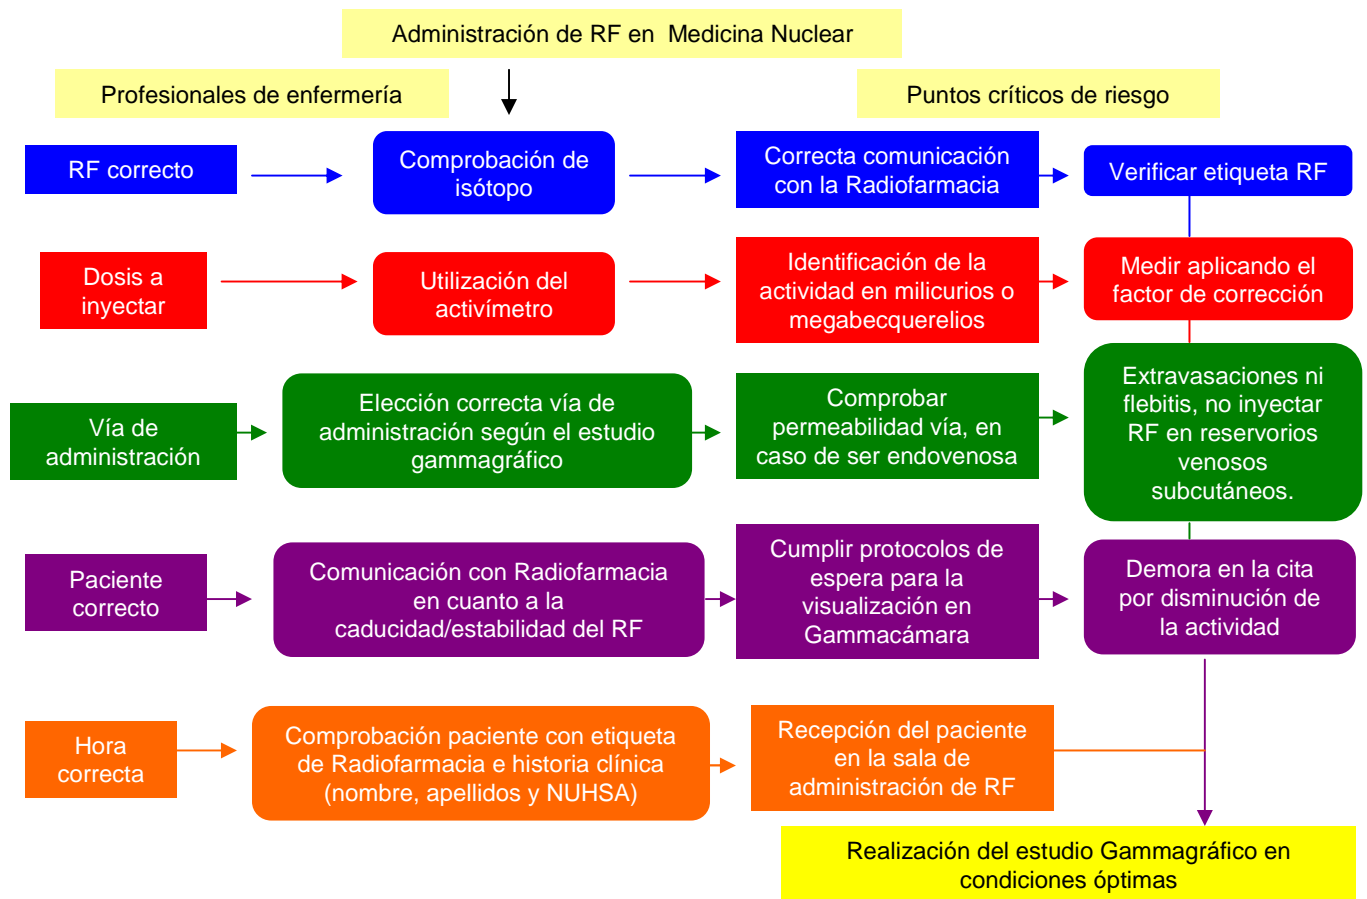 Administración de RF en  Medicina Nuclear
Profesionales de enfermería
Puntos críticos de riesgo
RF correcto
Comprobación de
isótopo
Correcta comunicación
con la Radiofarmacia
Verificar etiqueta RF
Dosis a
inyectar
Utilización del
activímetro
Identificación de la
actividad en milicurios o
megabecquerelios
Medir aplicando el
factor de corrección
Vía de
administración
Elección correcta vía de
administración según el estudio
gammagráfico
Comprobar
permeabilidad vía, en
caso de ser endovenosa
Extravasaciones ni
flebitis, no inyectar
RF en reservorios
venosos
subcutáneos.
Paciente
correcto
Comunicación con Radiofarmacia
en cuanto a la
caducidad/estabilidad del RF
Cumplir protocolos de
espera para la
visualización en
Gammacámara
Demora en la cita
por disminución de
la actividad
Hora
correcta
Comprobación paciente con etiqueta
de Radiofarmacia e historia clínica
(nombre, apellidos y NUHSA)
Recepción del paciente
en la sala de
administración de RF
Realización del estudio Gammagráfico en
condiciones óptimas